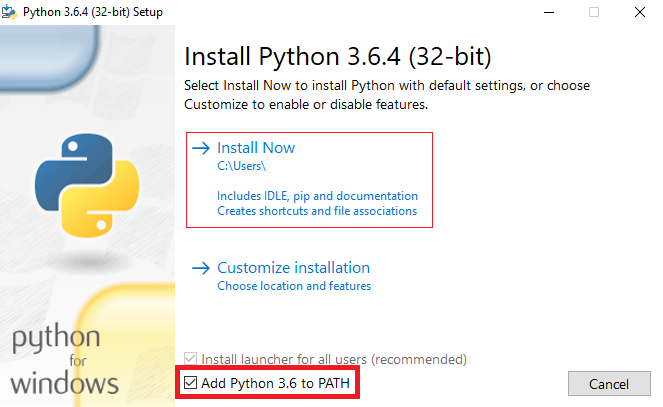 Python 3.6.4 (32-bit) Setup
Install Python 3.6.4 (32-bit)
Select Install Now to install Python with default settings, or choose
Customize to enable or disable features.
Install Now
C:\Users\
Includes IDLE, pip and documentation
Creates shortcuts and file associations
Customize installation
Choose location and features
python
for
windows
Install launcher for all users (recommended)
Add Python 3.6 to PATH
Cancel